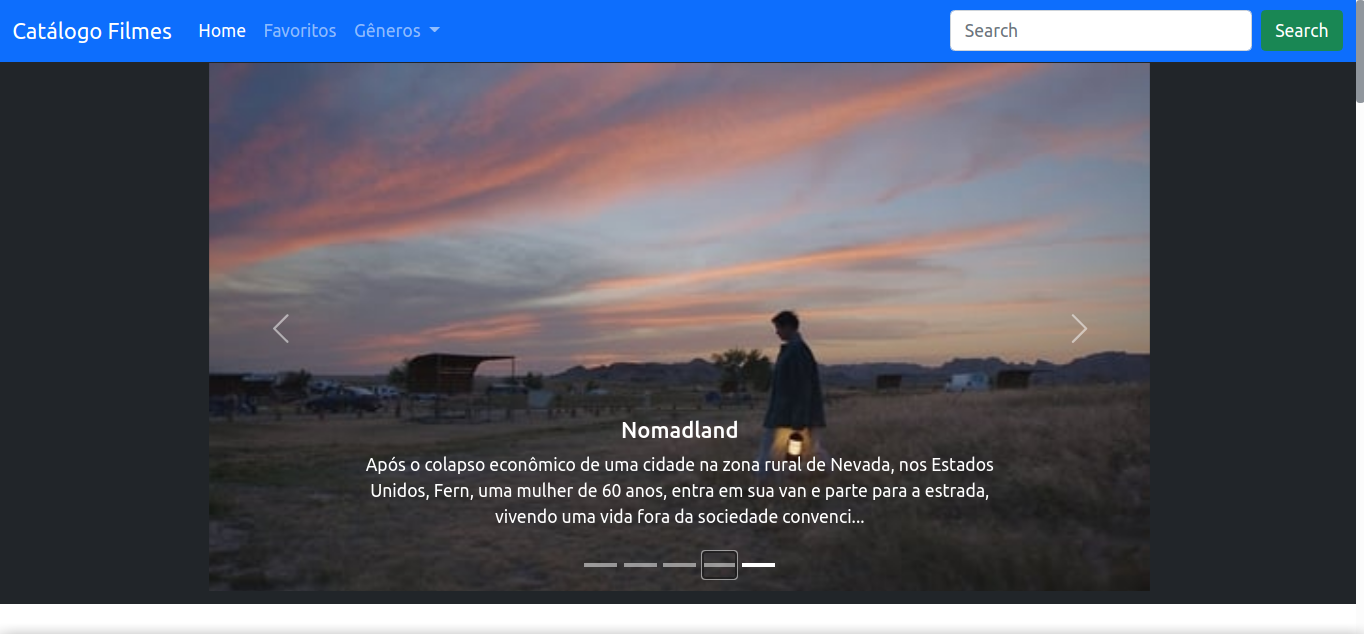 Catálogo Filmes Home Favoritos Gêneros Search Search
Nomadland
Após o colapso econômico de uma cidade na zona rural de Nevada, nos Estados
Unidos, Fern, uma mulher de 60 anos, entra em sua van e parte para a estrada,
vivendo uma vida fora da sociedade convenci...